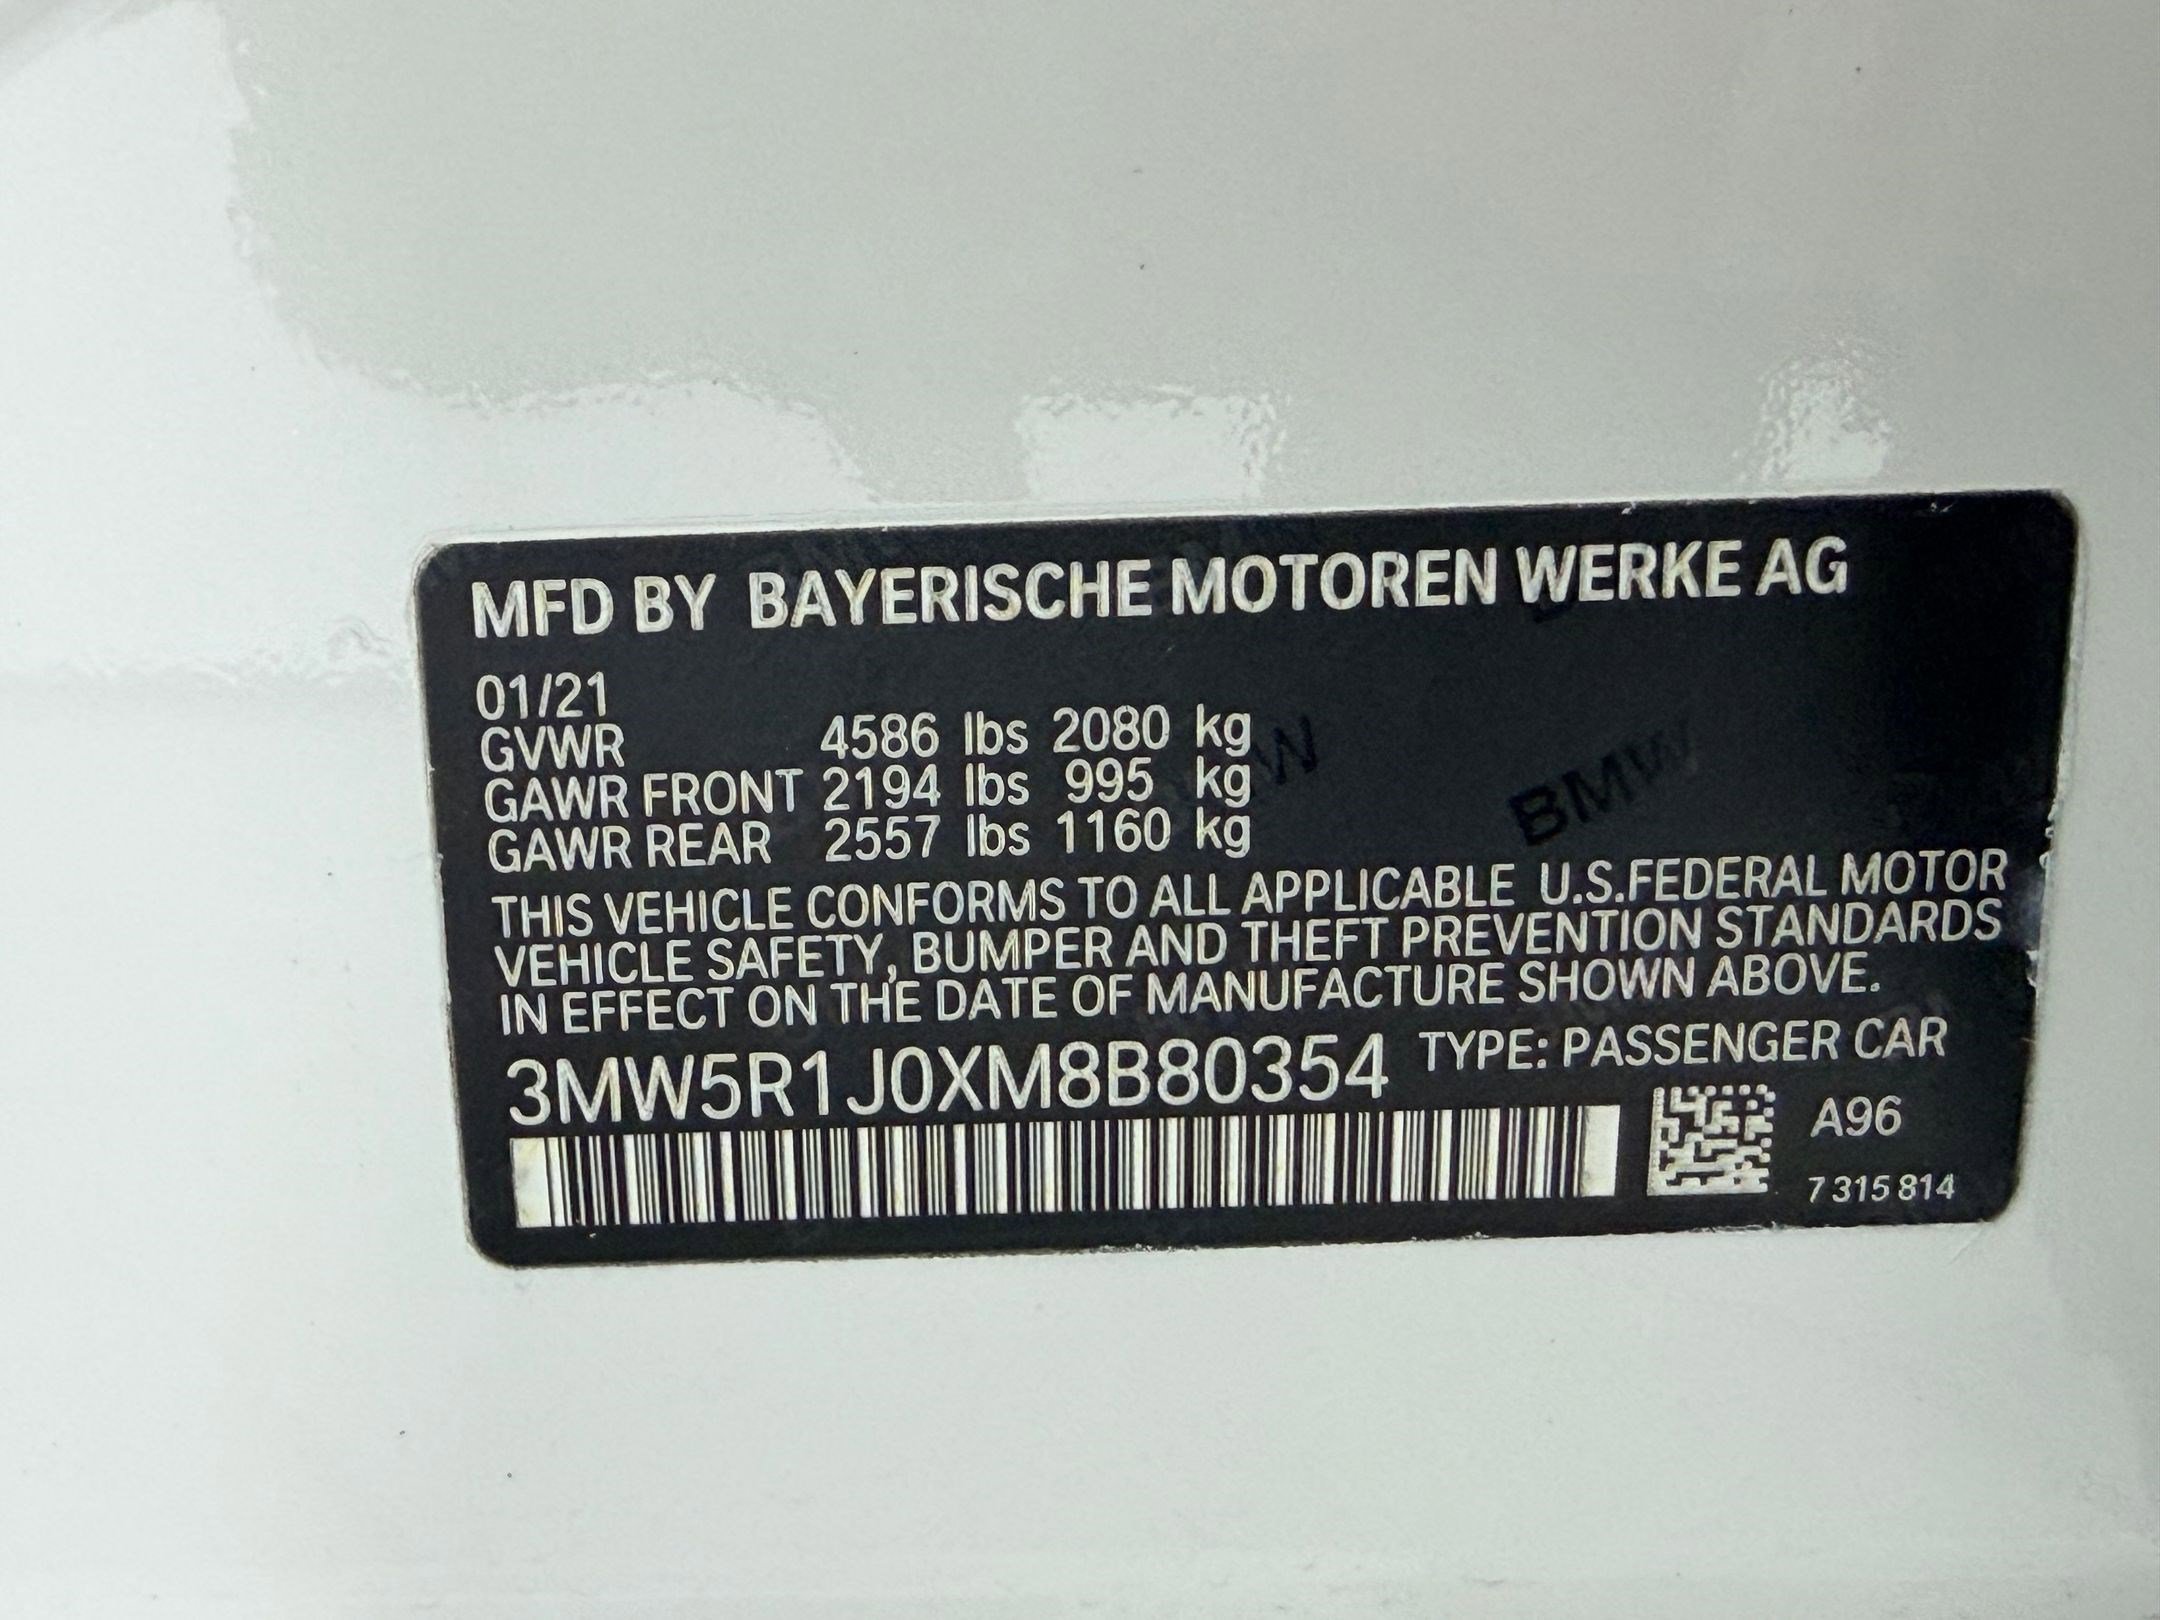 MFD BY BAYERISCHE MOTOREN WERKE AG
01/21
GVWR 4586 lbs 2080 kg
GAWR FRONT 2194 lbs 995 kg
GAWR REAR 2557 lbs 1160 kg
BMW
THIS VEHICLE CONFORMS TO ALL APPLICABLE U.S.FEDERAL MOTOR
VEHICLE SAFETY, BUMPER AND THEFT PREVENTION STANDARDS
IN EFFECT ON THE DATE OF MANUFACTURE SHOWN ABOVE.
3MW5R1J0XM8B80354 TYPE: PASSENGER CAR
A96
7 315 814